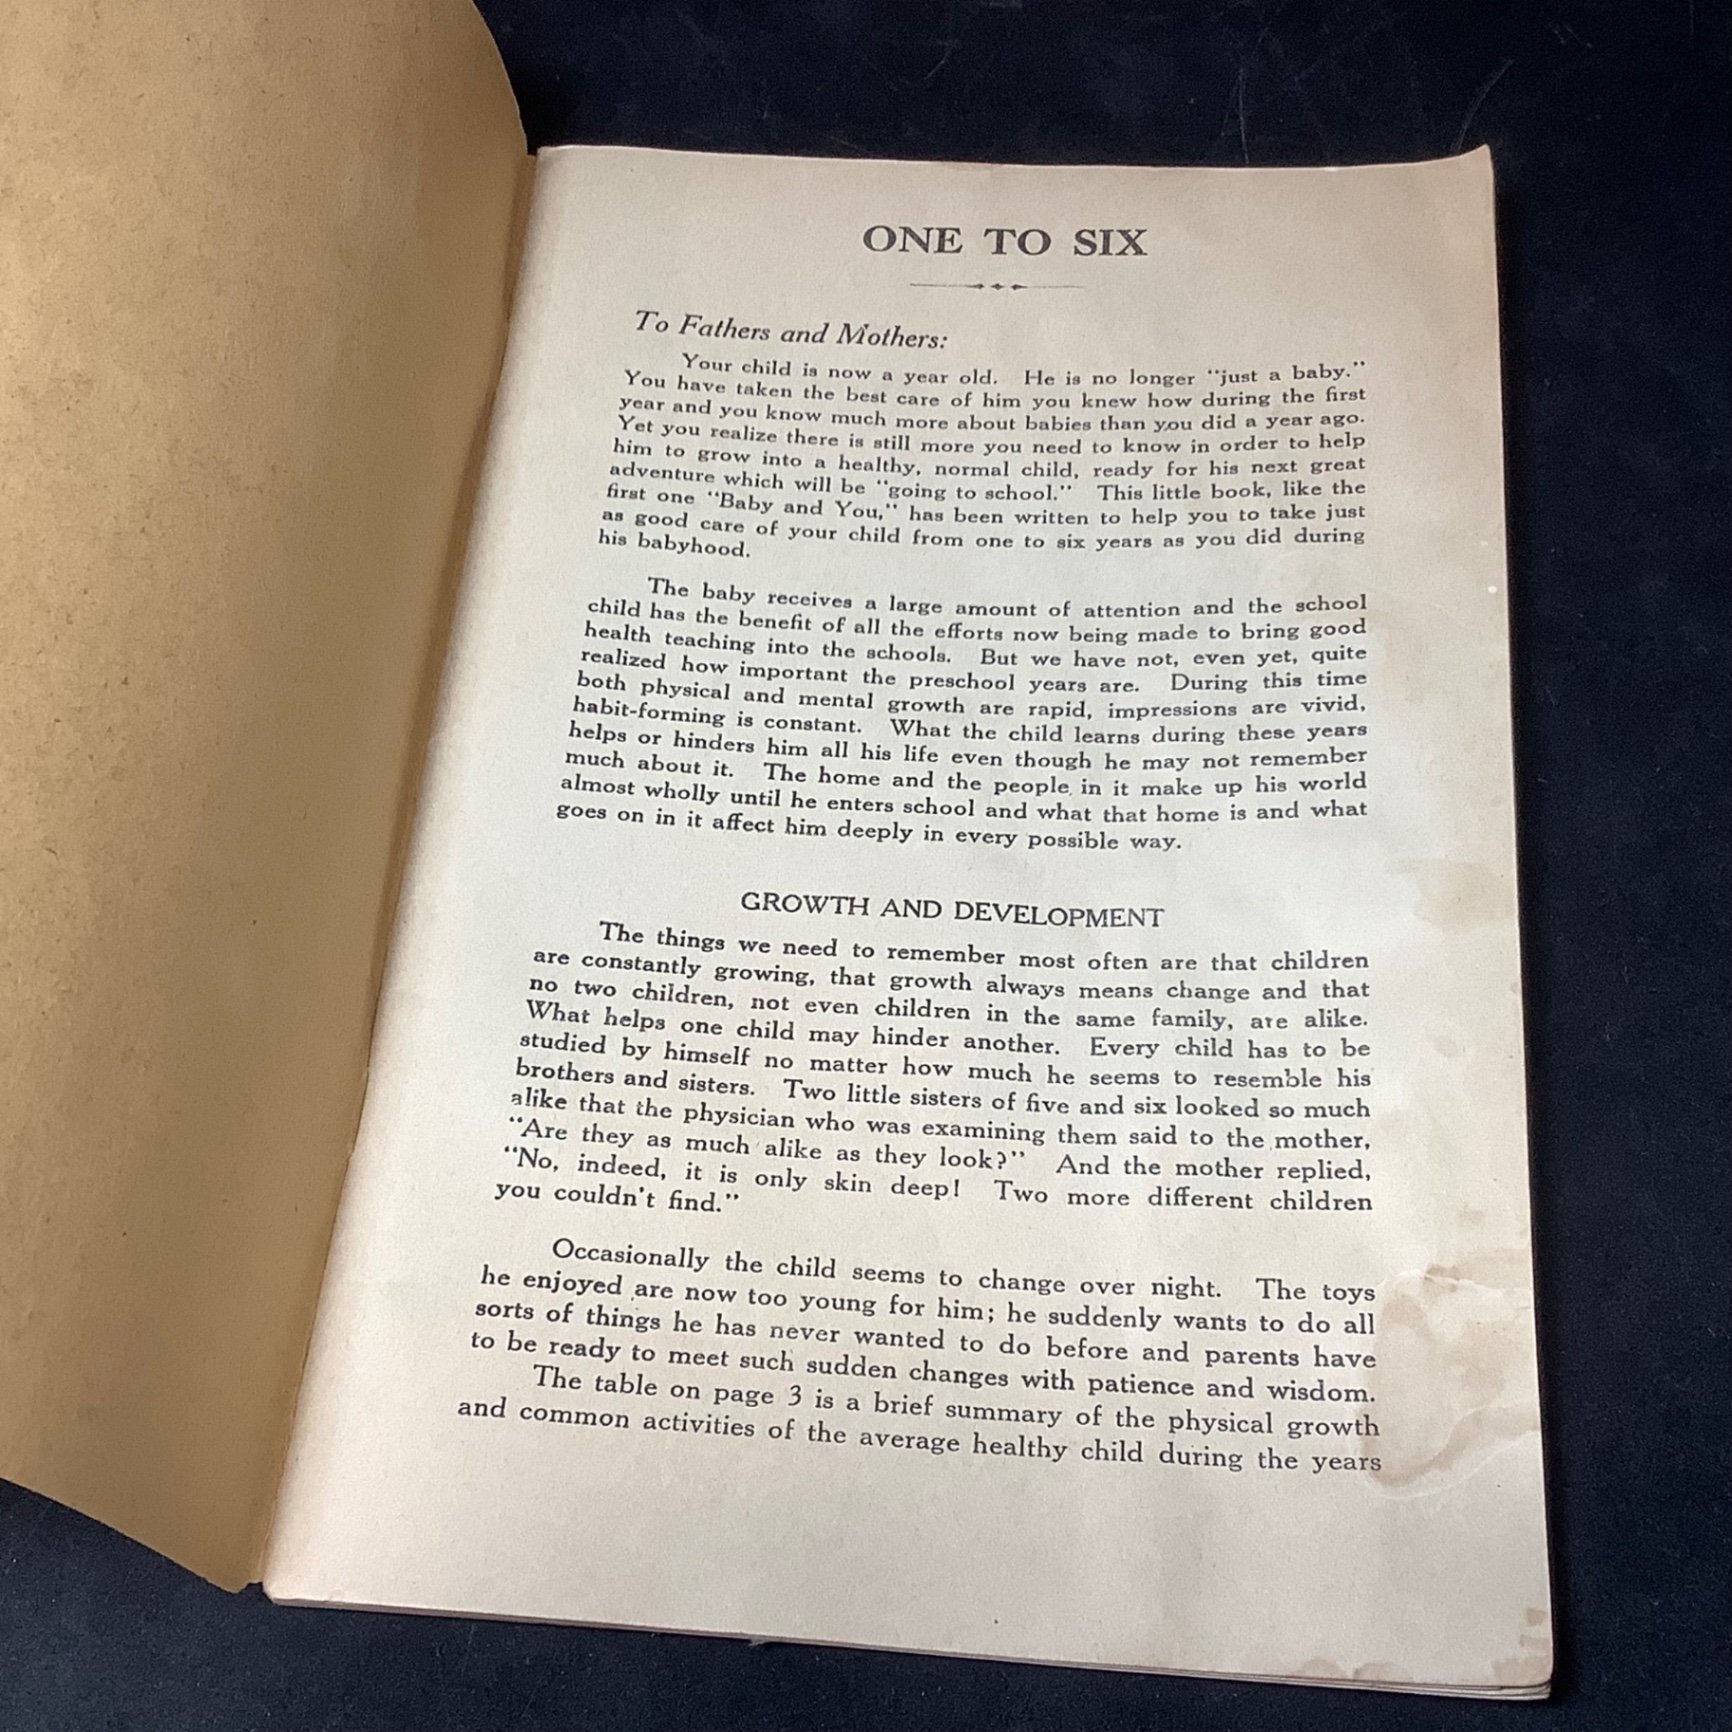 ONE TO SIX
To Fathers and Mothers:
Your child is now a year old. He is no longer "just a baby."
You have taken the best care of him you knew how during the first
year and you know much more about babies than you did a year ago.
Yet you realize there is still more you need to know in order to help
him to grow into a healthy, normal child, ready for his next great
adventure which will be "going to school." This little book, like the
first one "Baby and You," has been written to help you to take just
as good care of your child from one to six years as you did during
his babyhood.
The baby receives a large amount of attention and the school
child has the benefit of all the efforts now being made to bring good
health teaching into the schools. But we have not, even yet, quite
realized how important the preschool years are. During this time
both physical and mental growth are rapid, impressions are vivid,
habit-forming is constant. What the child learns during these years
helps or hinders him all his life even though he may not remember
much about it. The home and the people in it make up his world
almost wholly until he enters school and what that home is and what
goes on in it affect him deeply in every possible way.
GROWTH AND DEVELOPMENT
The things we need to remember most often are that children
are constantly growing, that growth always means change and that
no two children, not even children in the same family, are alike.
What helps one child may hinder another. Every child has to be
studied by himself no matter how much he seems to resemble his
brothers and sisters. Two little sisters of five and six looked so much
alike that the physician who was examining them said to the mother,
"Are they as much alike as they look?" And the mother replied,
"No, indeed, it is only skin deep! Two more different children
you couldn't find."
Occasionally the child seems to change over night. The toys
he enjoyed are now too young for him; he suddenly wants to do all
sorts of things he has never wanted to do before and parents have
to be ready to meet such sudden changes with patience and wisdom.
The table on page 3 is a brief summary of the physical growth
and common activities of the average healthy child during the years